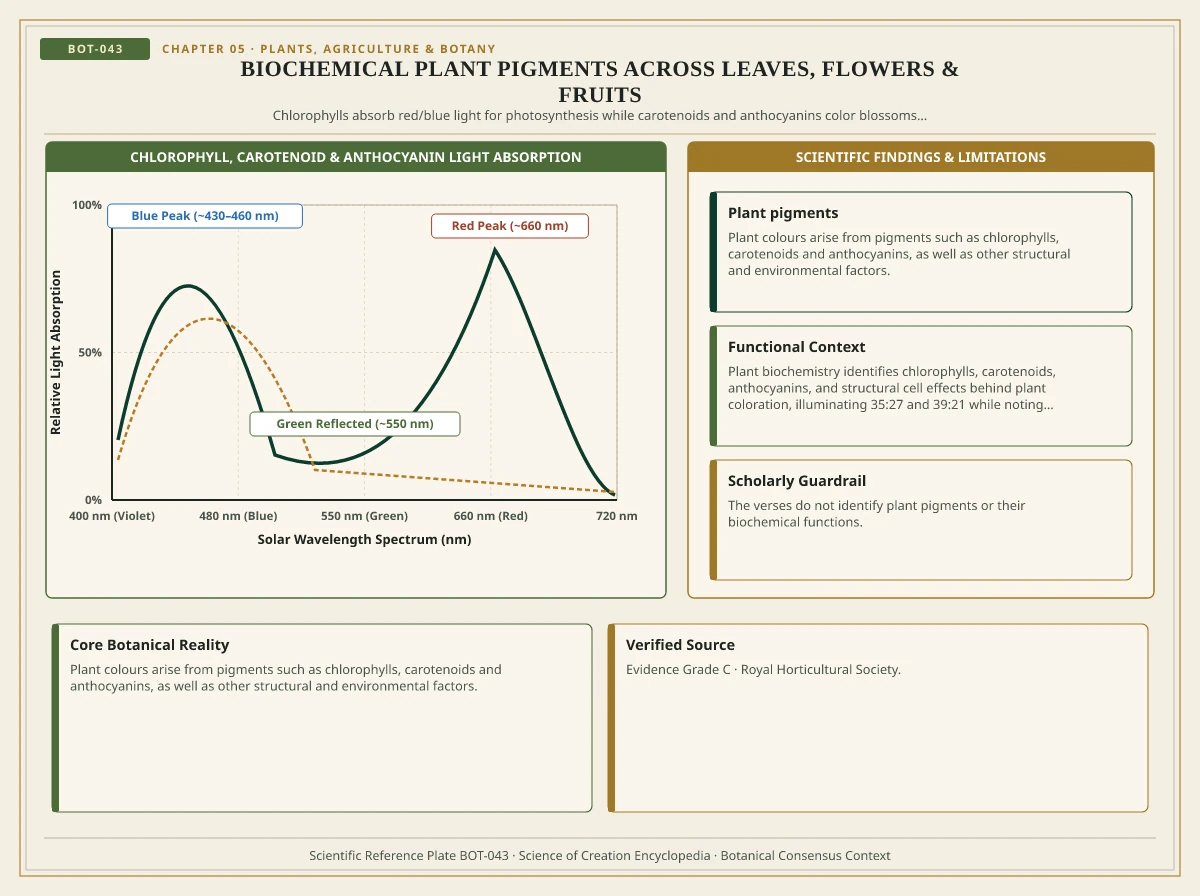 BOT-043
CHAPTER 05 · PLANTS, AGRICULTURE & BOTANY
BIOCHEMICAL PLANT PIGMENTS ACROSS LEAVES, FLOWERS &
FRUITS
Chlorophylls absorb red/blue light for photosynthesis while carotenoids and anthocyanins color blossoms...
CHLOROPHYLL, CAROTENOID & ANTHOCYANIN LIGHT ABSORPTION
100%
Blue Peak (~430–460 nm)
Red Peak (~660 nm)
Relative Light Absorption
50%
Green Reflected (~550 nm)
0%
400 nm (Violet)
480 nm (Blue)
550 nm (Green)
660 nm (Red)
720 nm
Solar Wavelength Spectrum (nm)
SCIENTIFIC FINDINGS & LIMITATIONS
Plant pigments
Plant colours arise from pigments such as chlorophylls,
carotenoids and anthocyanins, as well as other structural
and environmental factors.
Functional Context
Plant biochemistry identifies chlorophylls, carotenoids,
anthocyanins, and structural cell effects behind plant
coloration, illuminating 35:27 and 39:21 while noting...
Scholarly Guardrail
The verses do not identify plant pigments or their
biochemical functions.
Core Botanical Reality
Plant colours arise from pigments such as chlorophylls, carotenoids and
anthocyanins, as well as other structural and environmental factors.
Verified Source
Evidence Grade C · Royal Horticultural Society.
Scientific Reference Plate BOT-043 · Science of Creation Encyclopedia · Botanical Consensus Context